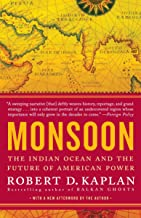 "A sweeping narrative [that] deftly weaves history, reportage, and grand
strategy . . . into a coherent portrait of an underserved region whose
importance will only grow in the decades to come." —Foreign Policy
MONSOON
THE INDIAN OCEAN AND THE
FUTURE OF AMERICAN POWER
ROBERT D. KAPLAN
Bestselling author of BALKAN GHOSTS
• WITH A NEW AFTERWORD BY THE AUTHOR •